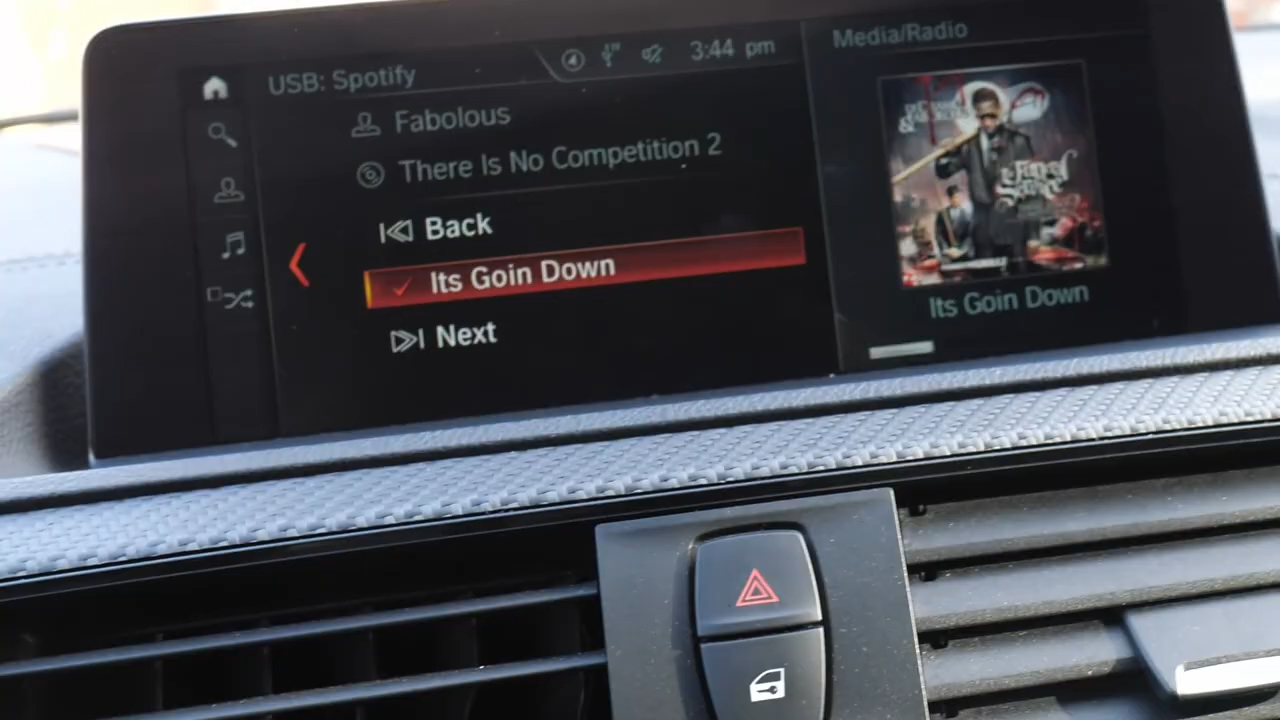 USB: Spotify
3:44 pm
Media/Radio
Fabolous
There Is No Competition 2
Back
Its Goin Down
Next
Its Goin Down